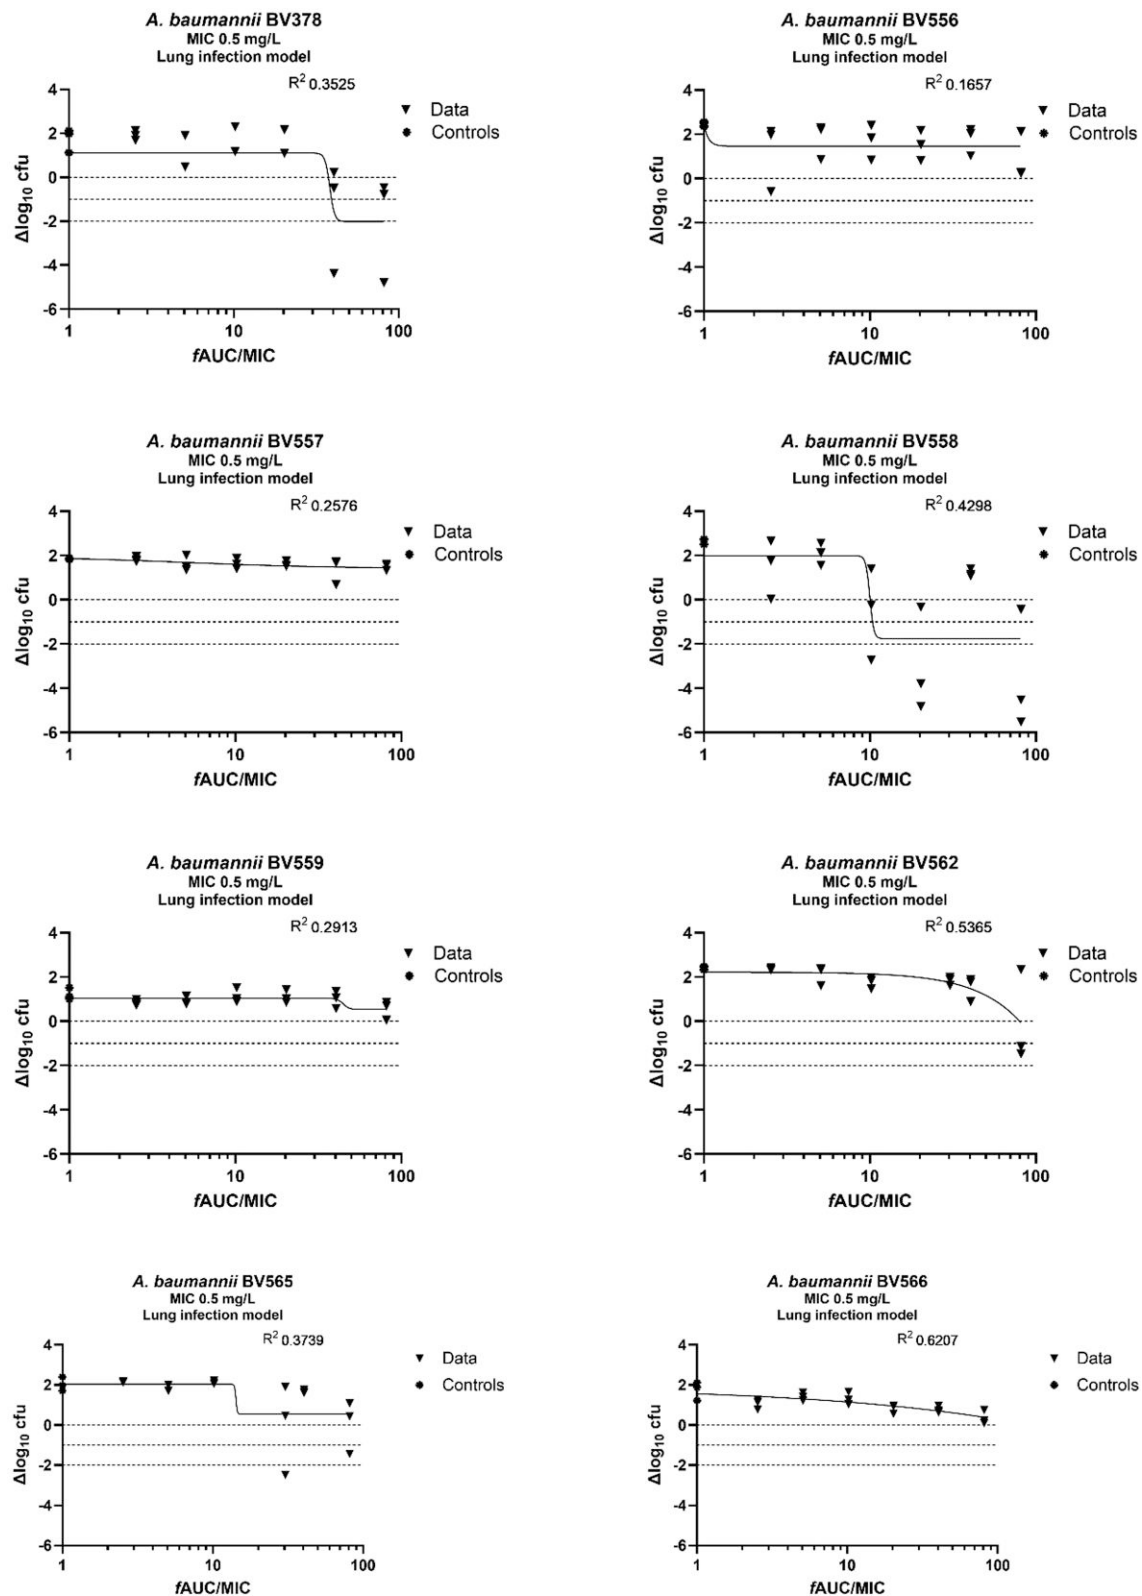 A. baumannii BV378
MIC 0.5 mg/L
Lung infection model
R² 0.3525
Data
Controls
4
2
0
-2
-4
-6
Δlog₁₀ cfu
1 10 100
fAUC/MIC
A. baumannii BV556
MIC 0.5 mg/L
Lung infection model
R² 0.1657
Data
Controls
4
2
0
-2
-4
-6
Δlog₁₀ cfu
1 10 100
fAUC/MIC
A. baumannii BV557
MIC 0.5 mg/L
Lung infection model
R² 0.2576
Data
Controls
4
2
0
-2
-4
-6
Δlog₁₀ cfu
1 10 100
fAUC/MIC
A. baumannii BV558
MIC 0.5 mg/L
Lung infection model
R² 0.4298
Data
Controls
4
2
0
-2
-4
-6
Δlog₁₀ cfu
1 10 100
fAUC/MIC
A. baumannii BV559
MIC 0.5 mg/L
Lung infection model
R² 0.2913
Data
Controls
4
2
0
-2
-4
-6
Δlog₁₀ cfu
1 10 100
fAUC/MIC
A. baumannii BV562
MIC 0.5 mg/L
Lung infection model
R² 0.5365
Data
Controls
4
2
0
-2
-4
-6
Δlog₁₀ cfu
1 10 100
fAUC/MIC
A. baumannii BV565
MIC 0.5 mg/L
Lung infection model
R² 0.3739
Data
Controls
4
2
0
-2
-4
-6
Δlog₁₀ cfu
1 10 100
fAUC/MIC
A. baumannii BV566
MIC 0.5 mg/L
Lung infection model
R² 0.6207
Data
Controls
4
2
0
-2
-4
-6
Δlog₁₀ cfu
1 10 100
fAUC/MIC